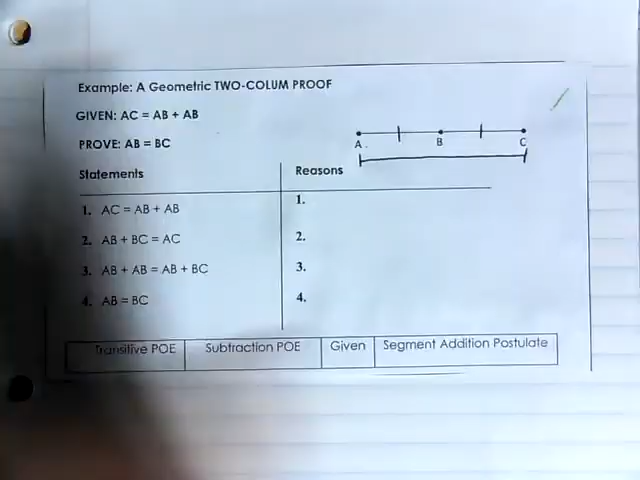 Example: A Geometric TWO-COLUM PROOF
GIVEN: AC = AB + AB
PROVE: AB = BC
A . B C
Statements Reasons
1. AC = AB + AB 1.
2. AB + BC = AC 2.
3. AB + AB = AB + BC 3.
4. AB = BC 4.
Transitive POE Subtraction POE Given Segment Addition Postulate